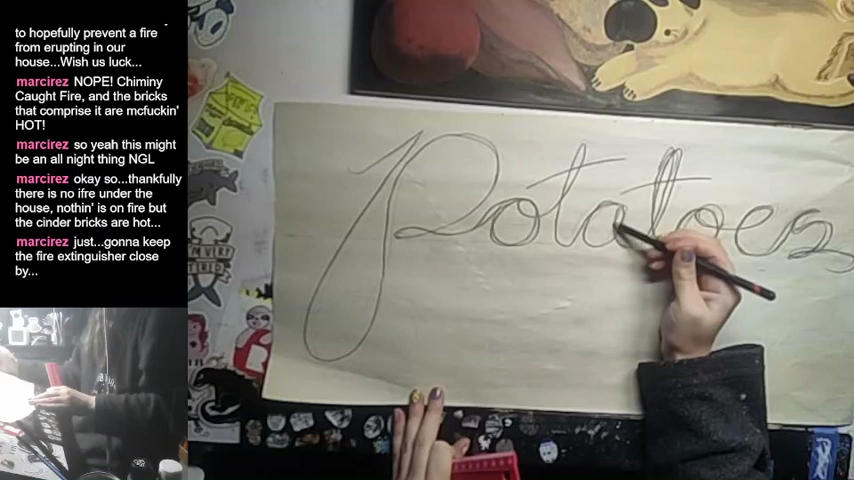 to hopefully prevent a fire
from erupting in our
house...Wish us luck...
marcirez NOPE! Chiminy
Caught Fire, and the bricks
that comprise it are mcfuckin'
HOT!
marcirez so yeah this might
be an all night thing NGL
marcirez okay so...thankfully
there is no ifre under the
house, nothin' is on fire but
the cinder bricks are hot...
marcirez just...gonna keep
the fire extinguisher close
by...
Potatoes